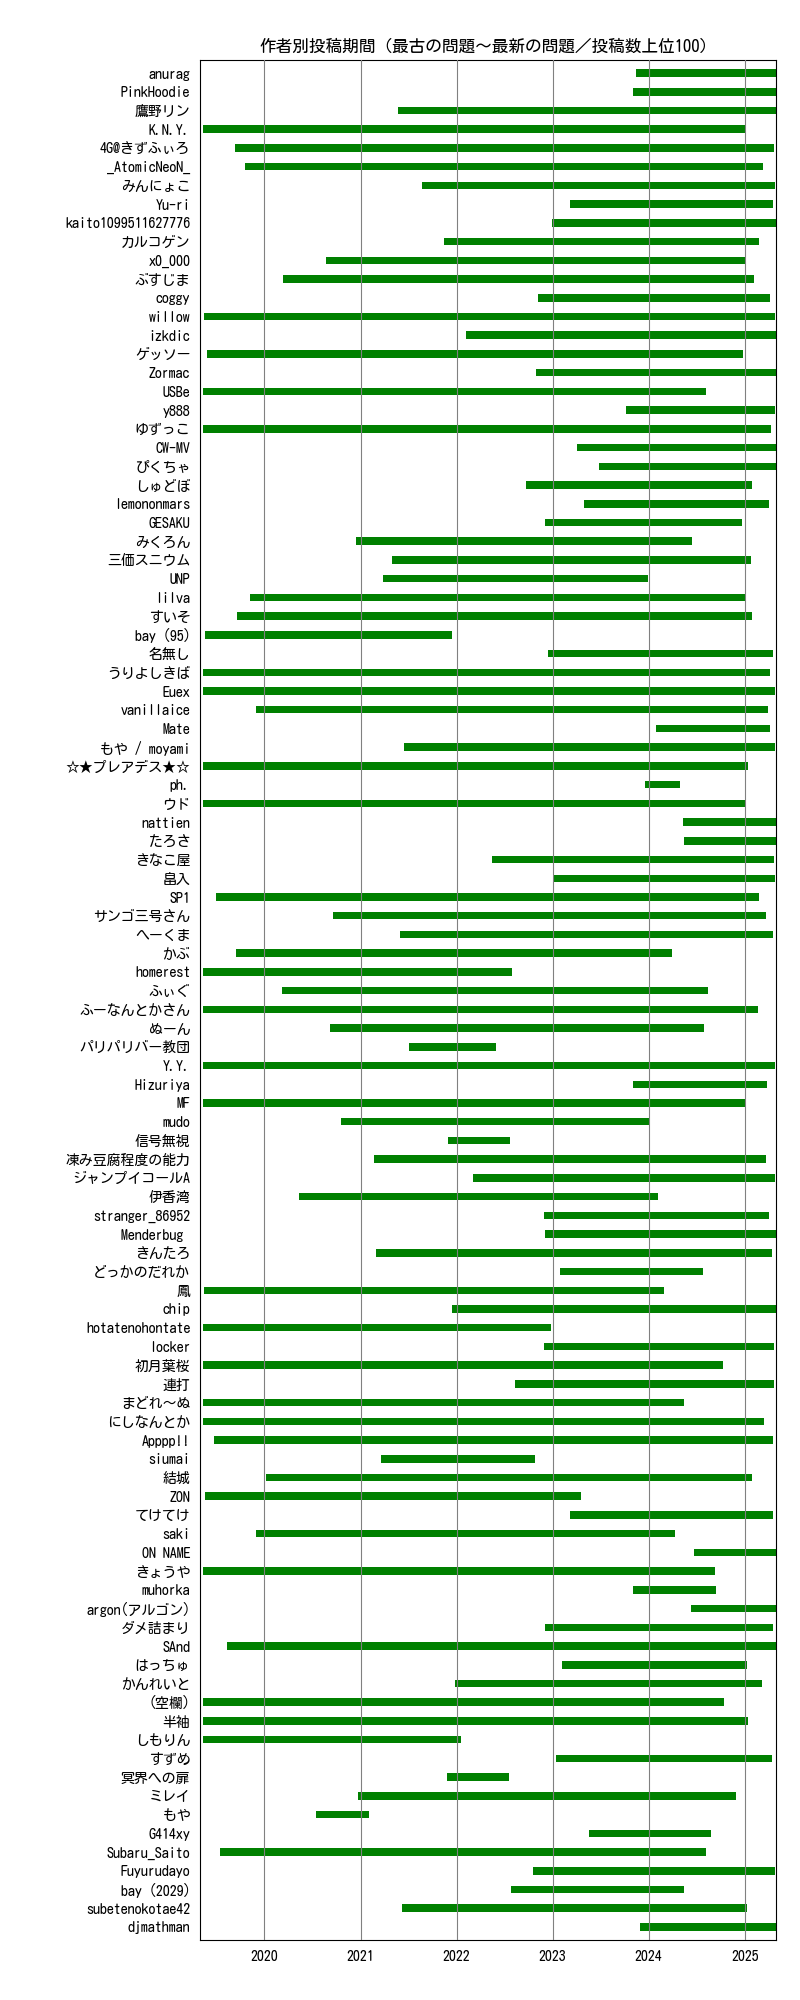 作者別投稿期間（最古の問題～最新の問題／投稿数上位100）
anurag
PinkHoodie
鷹野リン
K.N.Y.
4G@きずふぃろ
_AtomicNeoN_
みんにょこ
Yu-ri
kaito1099511627776
カルコゲン
x0_000
ぶすじま
coggy
willow
izkdic
ゲッソー
Zormac
USBe
y888
ゆずっこ
CW-MV
ぴくちゃ
しゅどぼ
lemononmars
GESAKU
みくろん
三価スニウム
UNP
lilva
すいそ
bay (95)
名無し
うりよしきば
Euex
vanillaice
Mate
もや / moyami
☆★プレアデス★☆
ph.
ウド
nattien
たろさ
きなこ屋
畠入
SP1
サンゴ三号さん
へーくま
かぶ
homerest
ふぃぐ
ふーなんとかさん
ぬーん
パリパリバー教団
Y.Y.
Hizuriya
MF
mudo
信号無視
凍み豆腐程度の能力
ジャンプイコールA
伊香湾
stranger_86952
Menderbug
きんたろ
どっかのだれか
鳳
chip
hotatenohontate
locker
初月葉桜
連打
まどれ～ぬ
にしなんとか
Appppll
siumai
結城
ZON
てけてけ
saki
ON NAME
きょうや
muhorka
argon(アルゴン)
ダメ詰まり
SAnd
はっちゅ
かんれいと
(空欄)
半袖
しもりん
すずめ
冥界への扉
ミレイ
もや
G414xy
Subaru_Saito
Fuyurudayo
bay (2029)
subetenokotae42
djmathman
2020 2021 2022 2023 2024 2025